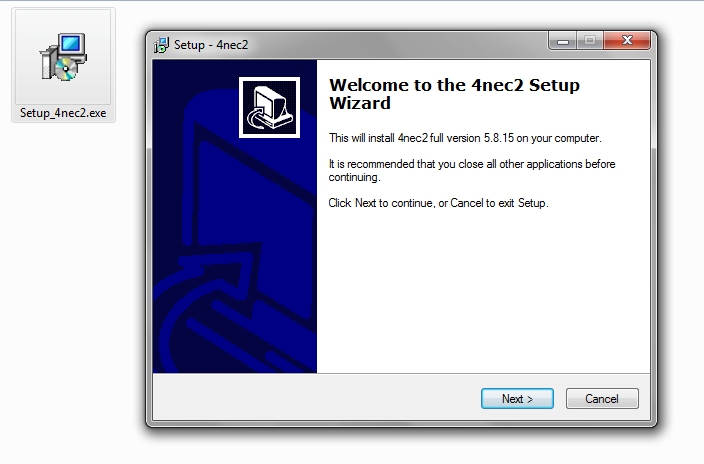 Setup_4nec2.exe
Setup - 4nec2
Welcome to the 4nec2 Setup
Wizard
This will install 4nec2 full version 5.8.15 on your computer.
It is recommended that you close all other applications before
continuing.
Click Next to continue, or Cancel to exit Setup.
Next >
Cancel